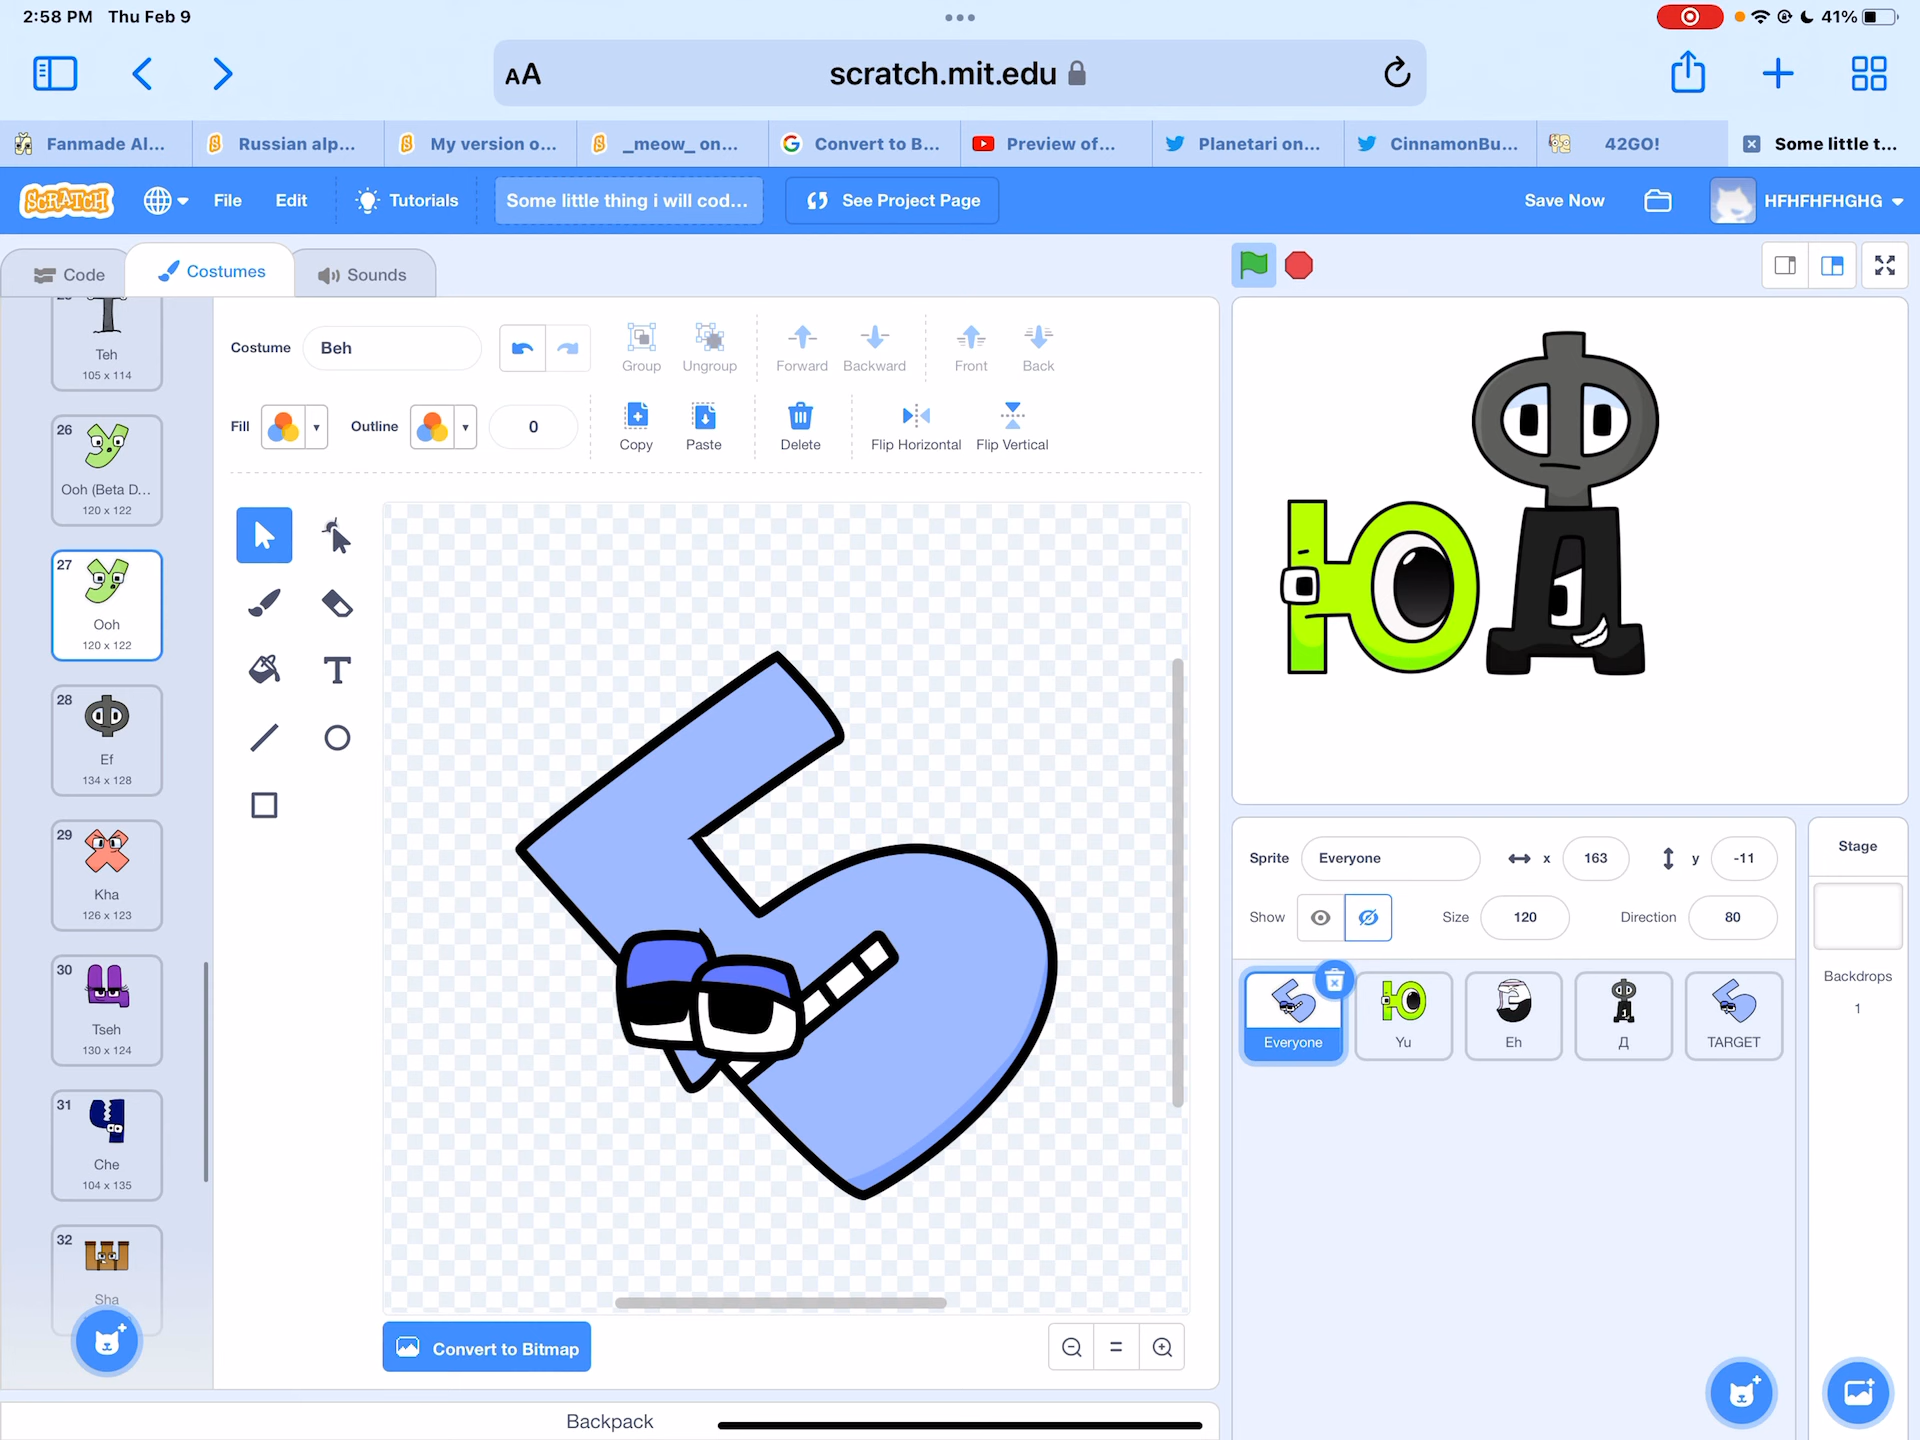 2:58 PM Thu Feb 9
41%
AA scratch.mit.edu
Fanmade Al...
Russian alp...
My version o...
_meow_ on...
Convert to B...
Preview of...
Planetari on...
CinnamonBu...
42GO!
Some little t...
SCRATCH
File
Edit
Tutorials
Some little thing i will cod...
See Project Page
Save Now
HFHFHFHGHG
Code
Costumes
Sounds
Teh
105 x 114
26
Ooh (Beta D...
120 x 122
27
Ooh
120 x 122
28
Ef
134 x 128
29
Kha
126 x 123
30
Tseh
130 x 124
31
Che
104 x 135
32
Sha
Costume
Beh
Group
Ungroup
Forward
Backward
Front
Back
Fill
Outline
0
Copy
Paste
Delete
Flip Horizontal
Flip Vertical
Convert to Bitmap
Backpack
Sprite
Everyone
x
163
y
-11
Show
Size
120
Direction
80
Everyone
Yu
Eh
Д
TARGET
Stage
Backdrops
1